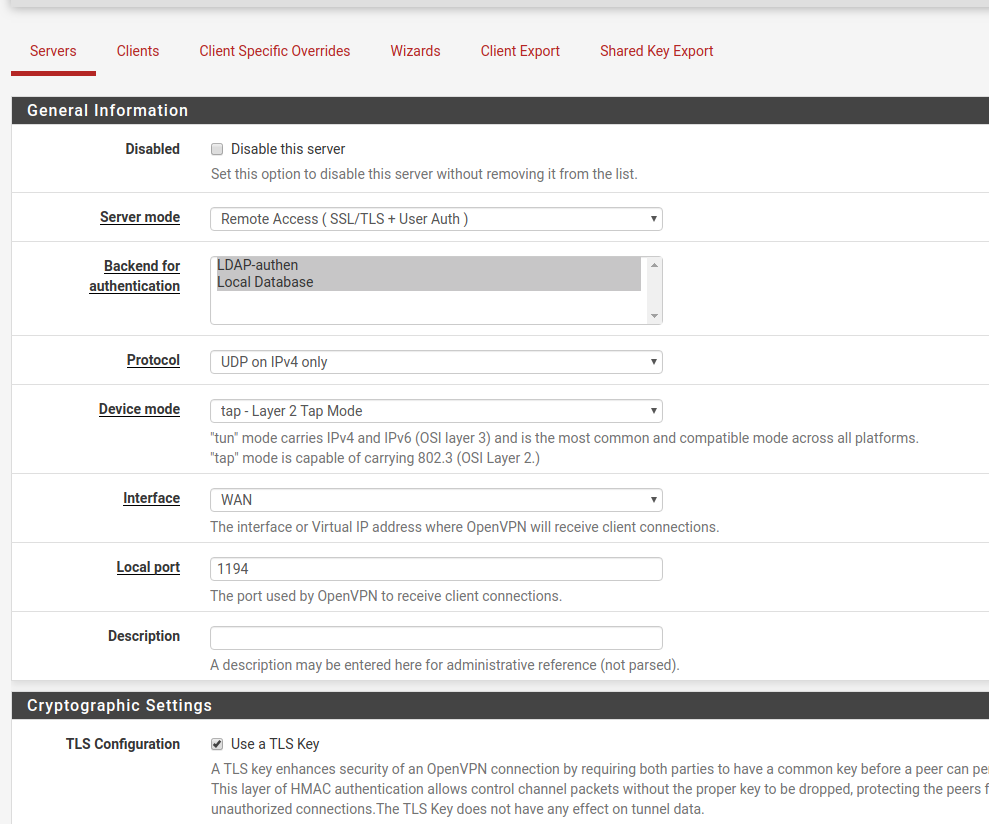 Servers Clients Client Specific Overrides Wizards Client Export Shared Key Export
General Information
Disabled Disable this server
Set this option to disable this server without removing it from the list.
Server mode Remote Access ( SSL/TLS + User Auth )
Backend for authentication LDAP-authen
Local Database
Protocol UDP on IPv4 only
Device mode tap - Layer 2 Tap Mode
"tun" mode carries IPv4 and IPv6 (OSI layer 3) and is the most common and compatible mode across all platforms.
"tap" mode is capable of carrying 802.3 (OSI Layer 2.)
Interface WAN
The interface or Virtual IP address where OpenVPN will receive client connections.
Local port 1194
The port used by OpenVPN to receive client connections.
Description
A description may be entered here for administrative reference (not parsed).
Cryptographic Settings
TLS Configuration Use a TLS Key
A TLS key enhances security of an OpenVPN connection by requiring both parties to have a common key before a peer can
This layer of HMAC authentication allows control channel packets without the proper key to be dropped, protecting the peers
unauthorized connections.The TLS Key does not have any effect on tunnel data.